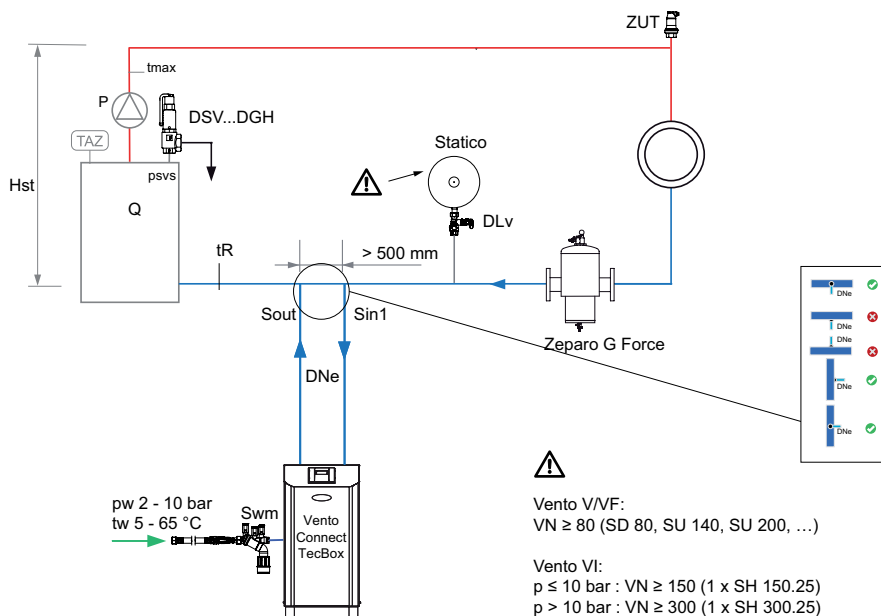 ZUT
tmax
P
DSV...DGH
TAZ
Statico
psvs
Hst
Q
DLv
tR
> 500 mm
Sout
Sin1
Zeparo G Force
DNe
DNe
DNe
DNe
DNe
DNe
pw 2 - 10 bar
tw 5 - 65 °C
Swm
Vento
Connect
TecBox
Vento V/VF:
VN ≥ 80 (SD 80, SU 140, SU 200, …)
Vento VI:
p ≤ 10 bar : VN ≥ 150 (1 x SH 150.25)
p > 10 bar : VN ≥ 300 (1 x SH 300.25)